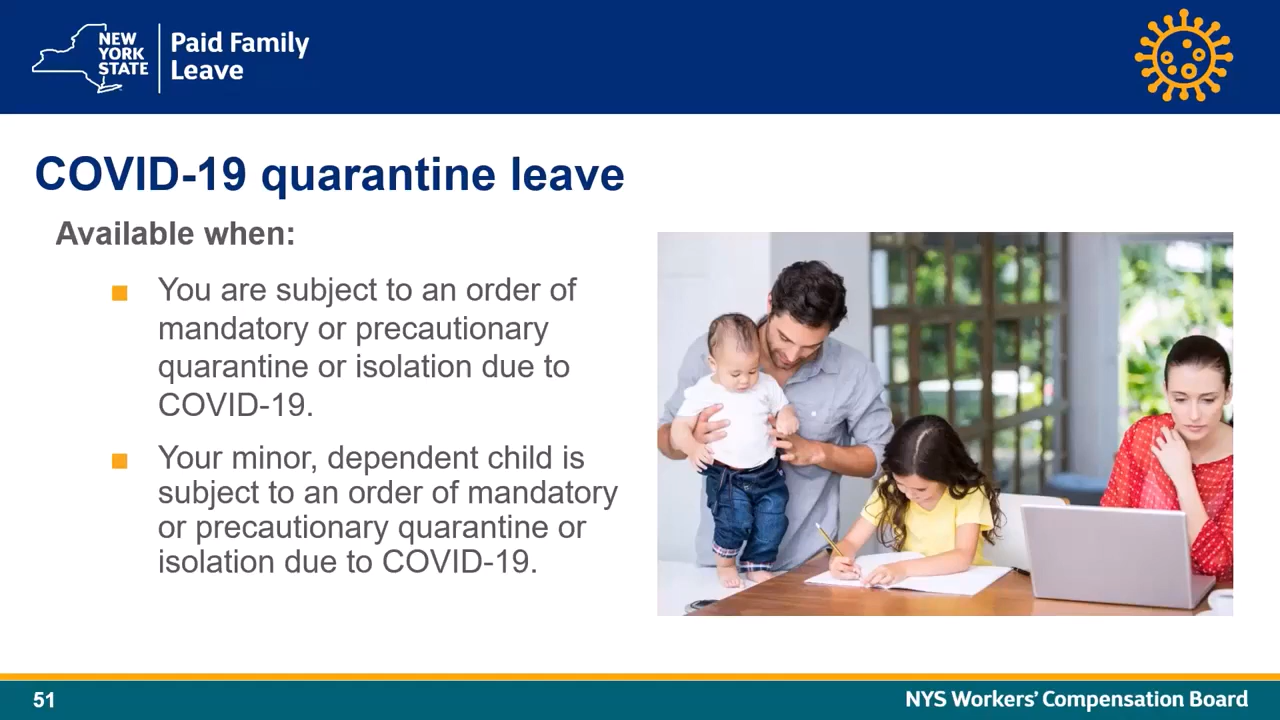 NEW
YORK
STATE
Paid Family
Leave
COVID-19 quarantine leave
Available when:
You are subject to an order of
mandatory or precautionary
quarantine or isolation due to
COVID-19.
Your minor, dependent child is
subject to an order of mandatory
or precautionary quarantine or
isolation due to COVID-19.
51
NYS Workers' Compensation Board